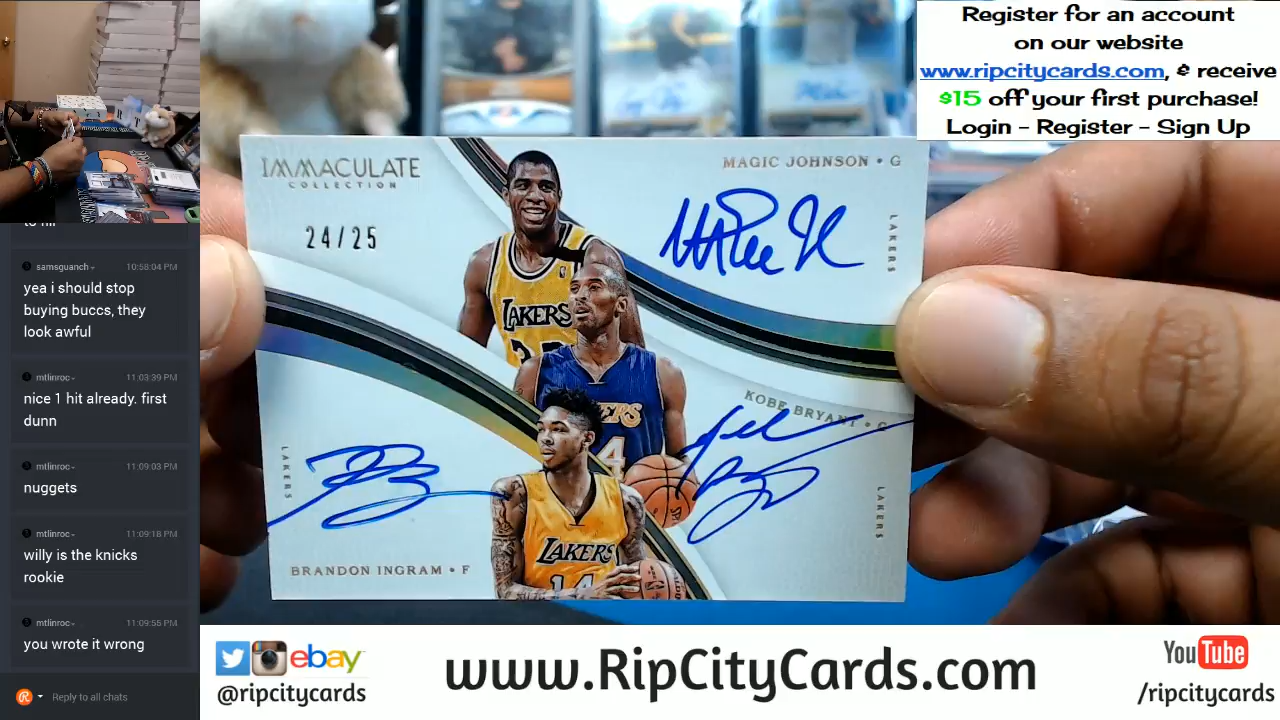 Register for an account
on our website
www.ripcitycards.com, & receive
$15 off your first purchase!
Login - Register - Sign Up
IMMACULATE
COLLECTION
24/25
MAGIC JOHNSON • G
LAKERS
LAKERS
KOBE BRYANT • G
LAKERS
LAKERS
BRANDON INGRAM • F
LAKERS
14
samsguanch 10:58:04 PM
yea i should stop
buying buccs, they
look awful
mtlinroc 11:03:39 PM
nice 1 hit already. first
dunn
mtlinroc 11:09:03 PM
nuggets
mtlinroc 11:09:18 PM
willy is the knicks
rookie
mtlinroc 11:09:55 PM
you wrote it wrong
Reply to all chats
ebay
@ripcitycards
www.RipCityCards.com
YouTube
/ripcitycards